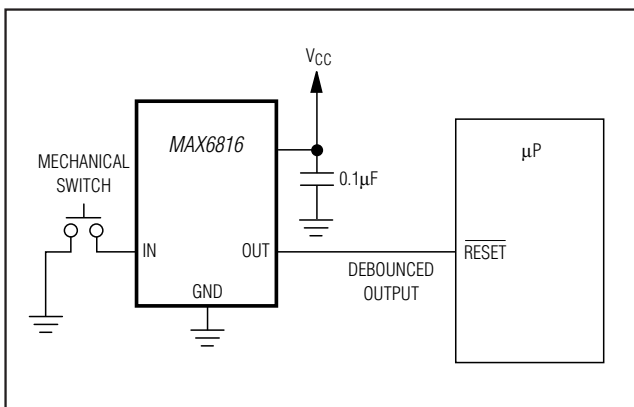 VCC
MAX6816
µP
MECHANICAL
SWITCH
0.1µF
IN
OUT
RESET
DEBOUNCED
OUTPUT
GND